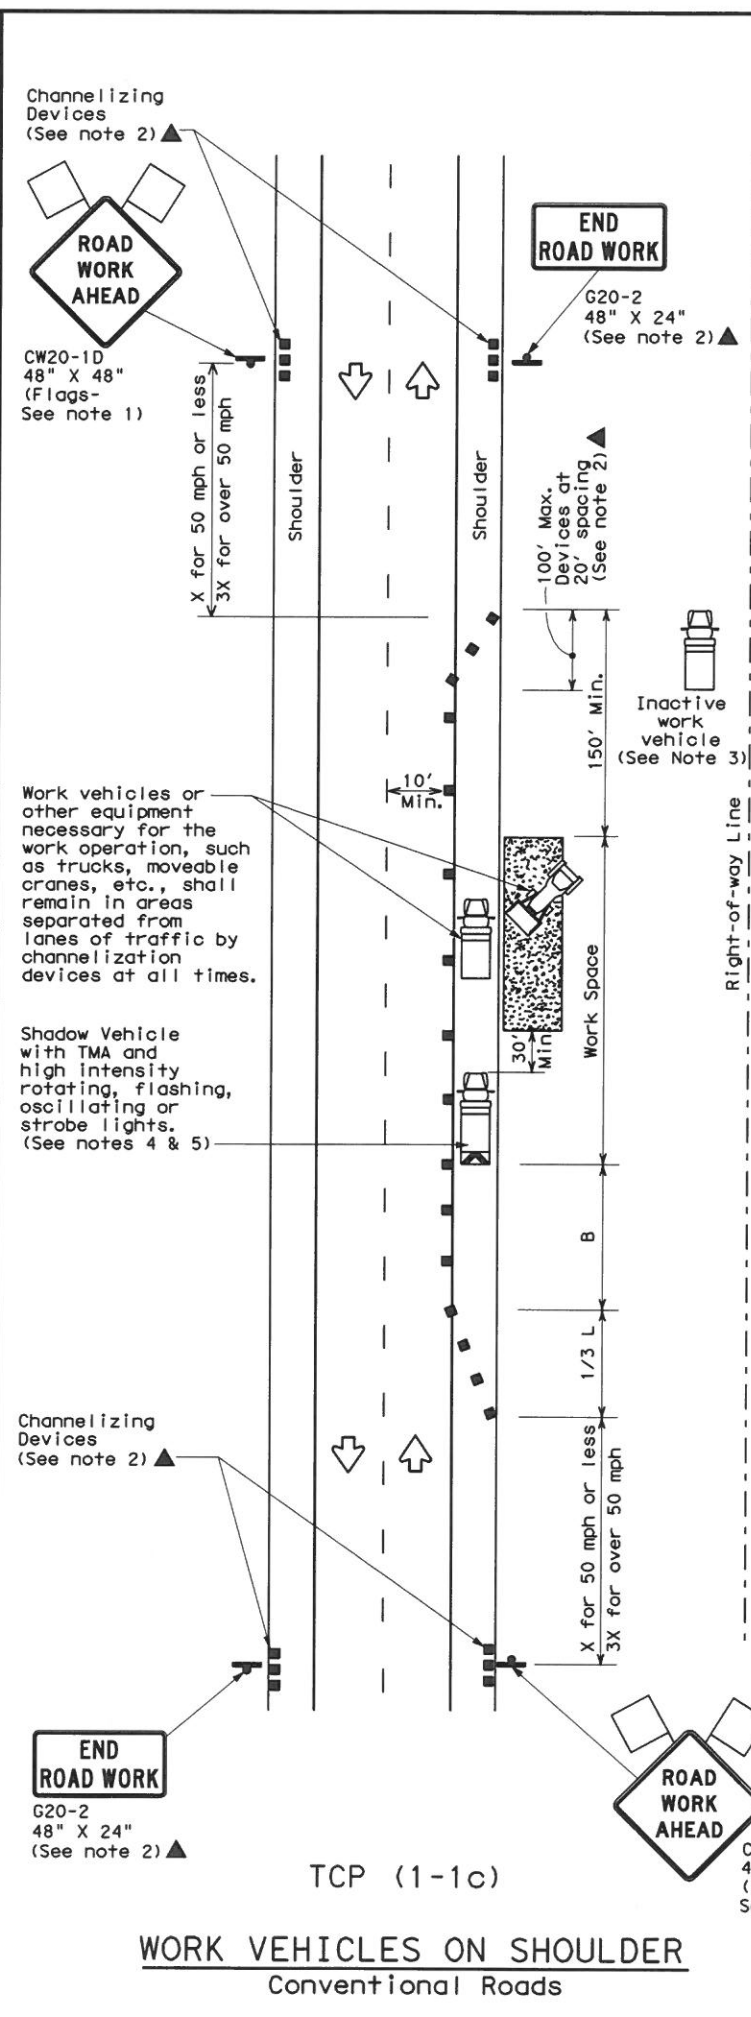 Channelizing
Devices
(See note 2)
ROAD
WORK
AHEAD
CW20-1D
48" X 48"
(Flags-
See note 1)
END
ROAD WORK
G20-2
48" X 24"
(See note 2)
X for 50 mph or less
3X for over 50 mph
Shoulder
Shoulder
100' Max.
Devices at
20' spacing
(See note 2)
150' Min.
Inactive
work
vehicle
(See Note 3)
Right-of-way Line
10'
Min.
Work vehicles or
other equipment
necessary for the
work operation, such
as trucks, moveable
cranes, etc., shall
remain in areas
separated from
lanes of traffic by
channelization
devices at all times.
Work Space
30'
Min
Shadow Vehicle
with TMA and
high intensity
rotating, flashing,
oscillating or
strobe lights.
(See notes 4 & 5)
B
1/3 L
Channelizing
Devices
(See note 2)
X for 50 mph or less
3X for over 50 mph
END
ROAD WORK
G20-2
48" X 24"
(See note 2)
ROAD
WORK
AHEAD
C
4
(
S
TCP (1-1c)
WORK VEHICLES ON SHOULDER
Conventional Roads